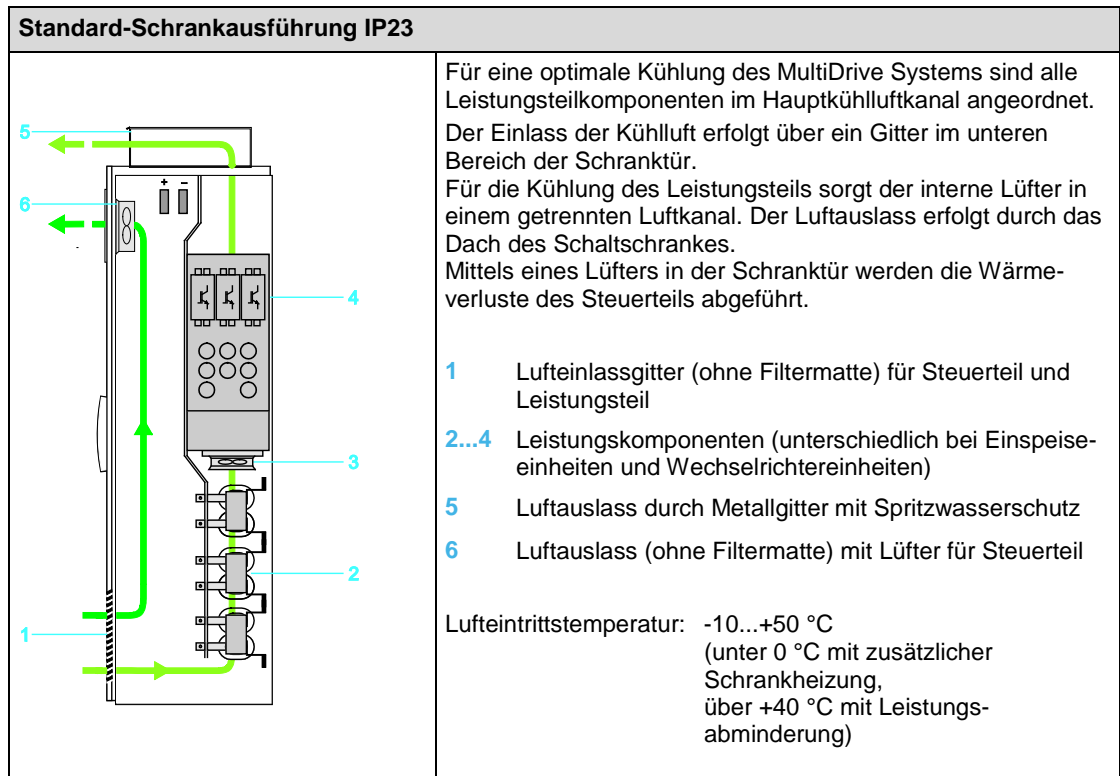 Standard-Schrankausführung IP23
5
6
+ –
4
3
2
1
Für eine optimale Kühlung des MultiDrive Systems sind alle
Leistungsteilkomponenten im Hauptkühlluftkanal angeordnet.
Der Einlass der Kühlluft erfolgt über ein Gitter im unteren
Bereich der Schranktür.
Für die Kühlung des Leistungsteils sorgt der interne Lüfter in
einem getrennten Luftkanal. Der Luftauslass erfolgt durch das
Dach des Schaltschrankes.
Mittels eines Lüfters in der Schranktür werden die Wärme-
verluste des Steuerteils abgeführt.
1 Lufteinlassgitter (ohne Filtermatte) für Steuerteil und
Leistungsteil
2...4 Leistungskomponenten (unterschiedlich bei Einspeise-
einheiten und Wechselrichtereinheiten)
5 Luftauslass durch Metallgitter mit Spritzwasserschutz
6 Luftauslass (ohne Filtermatte) mit Lüfter für Steuerteil
Lufteintrittstemperatur: -10...+50 °C
(unter 0 °C mit zusätzlicher
Schrankheizung,
über +40 °C mit Leistungs-
abminderung)